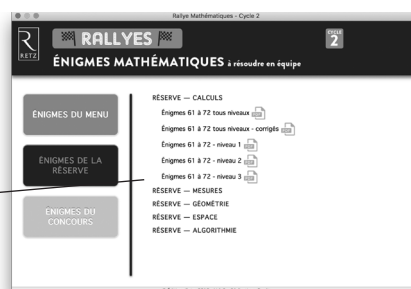 Rallye Mathématiques - Cycle 2
RETZ
RALLYES
CYCLE
2
ÉNIGMES MATHÉMATIQUES à résoudre en équipe
ÉNIGMES DU MENU
ÉNIGMES DE LA
RÉSERVE
ÉNIGMES DU
CONCOURS
RÉSERVE — CALCULS
Énigmes 61 à 72 tous niveaux
Énigmes 61 à 72 tous niveaux - corrigés
Énigmes 61 à 72 - niveau 1
Énigmes 61 à 72 - niveau 2
Énigmes 61 à 72 - niveau 3
RÉSERVE — MESURES
RÉSERVE — GÉOMÉTRIE
RÉSERVE — ESPACE
RÉSERVE — ALGORITHMIE